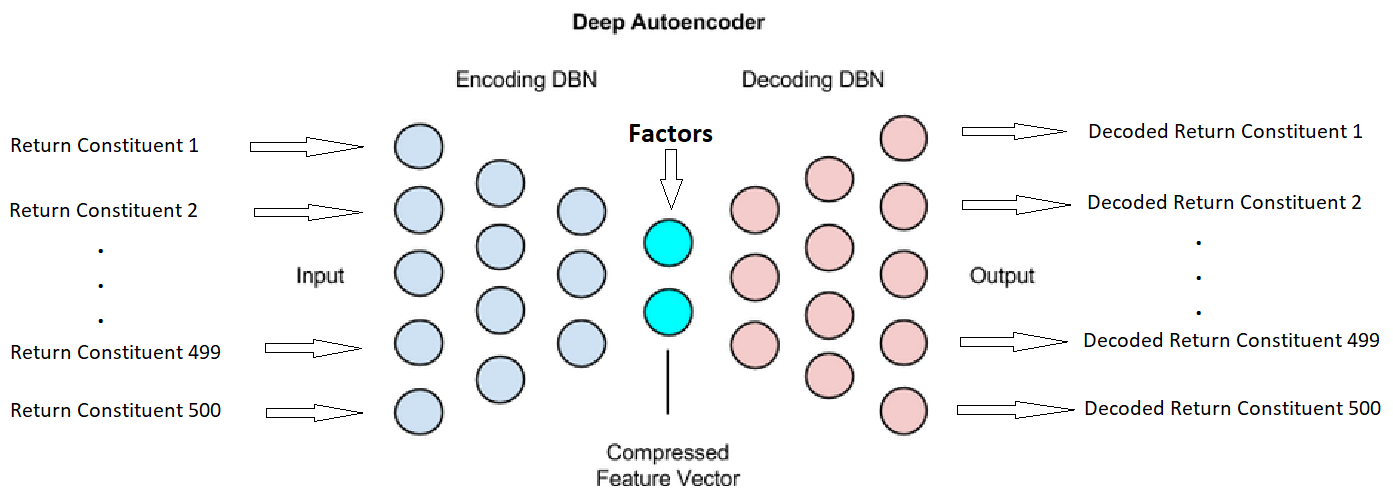 Deep Autoencoder
Encoding DBN
Decoding DBN
Factors
Return Constituent 1
Return Constituent 2
.
.
.
Return Constituent 499
Return Constituent 500
Input
Output
Decoded Return Constituent 1
Decoded Return Constituent 2
.
.
.
Decoded Return Constituent 499
Decoded Return Constituent 500
Compressed
Feature Vector